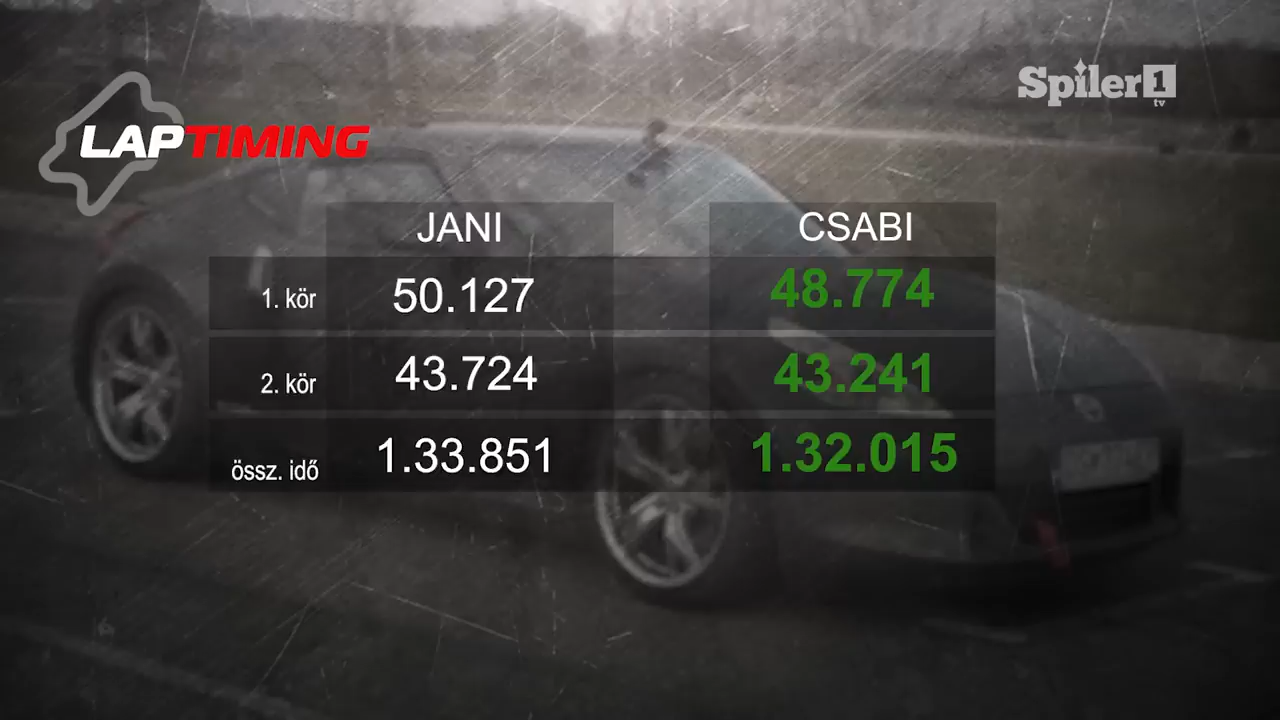 Spíler1
tv
LAPTIMING
JANI CSABI
1. kör 50.127 48.774
2. kör 43.724 43.241
össz. idő 1.33.851 1.32.015